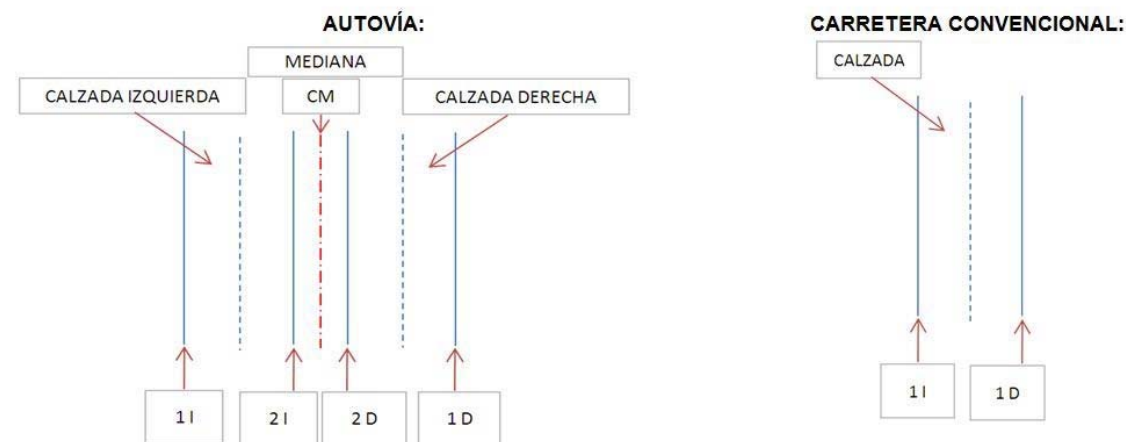 AUTOVÍA:
MEDIANA
CALZADA IZQUIERDA
CM
CALZADA DERECHA
1 I
2 I
2 D
1 D
CARRETERA CONVENCIONAL:
CALZADA
1 I
1 D